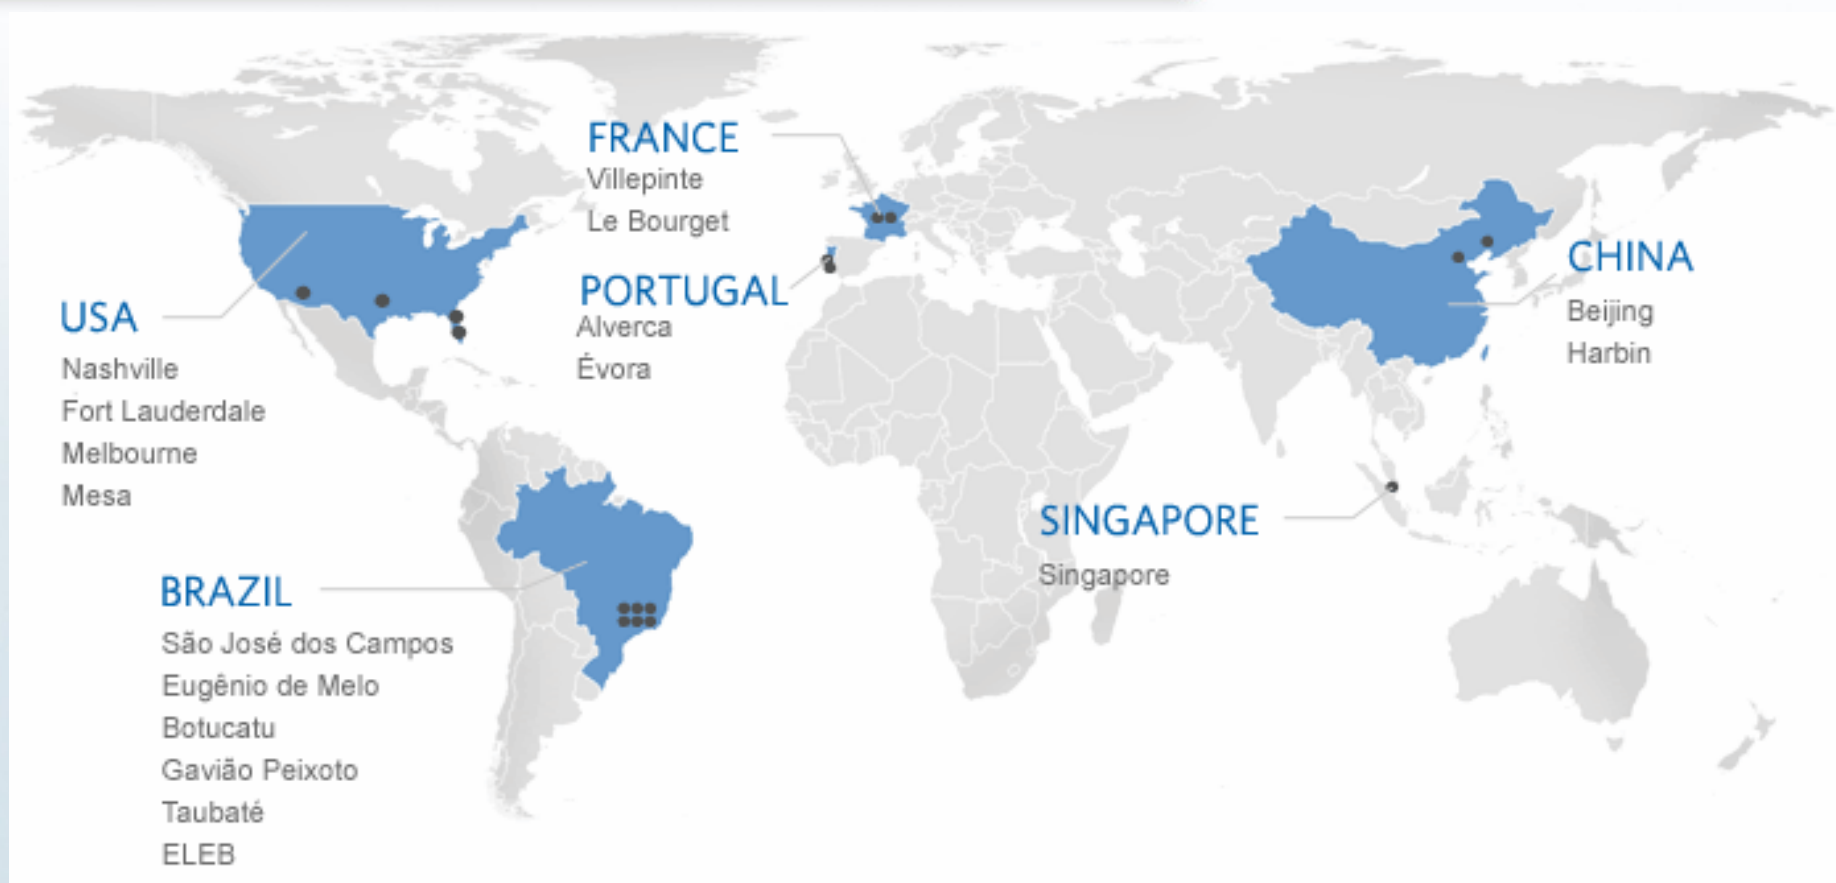 FRANCE
Villepinte
Le Bourget
PORTUGAL
Alverca
Évora
USA
Nashville
Fort Lauderdale
Melbourne
Mesa
CHINA
Beijing
Harbin
SINGAPORE
Singapore
BRAZIL
São José dos Campos
Eugênio de Melo
Botucatu
Gavião Peixoto
Taubaté
ELEB